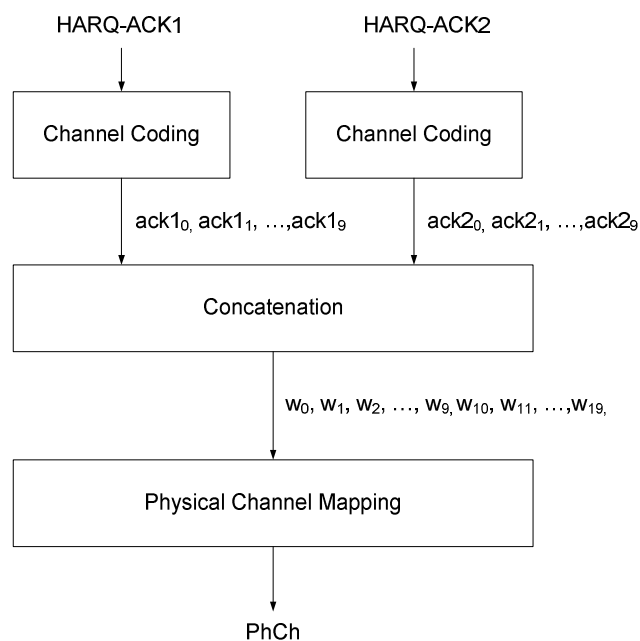 HARQ-ACK1 HARQ-ACK2
Channel Coding Channel Coding
ack1₀, ack1₁, …,ack1₉ ack2₀, ack2₁, …,ack2₉
Concatenation
w₀, w₁, w₂, …, w₉, w₁₀, w₁₁, …,w₁₉,
Physical Channel Mapping
PhCh